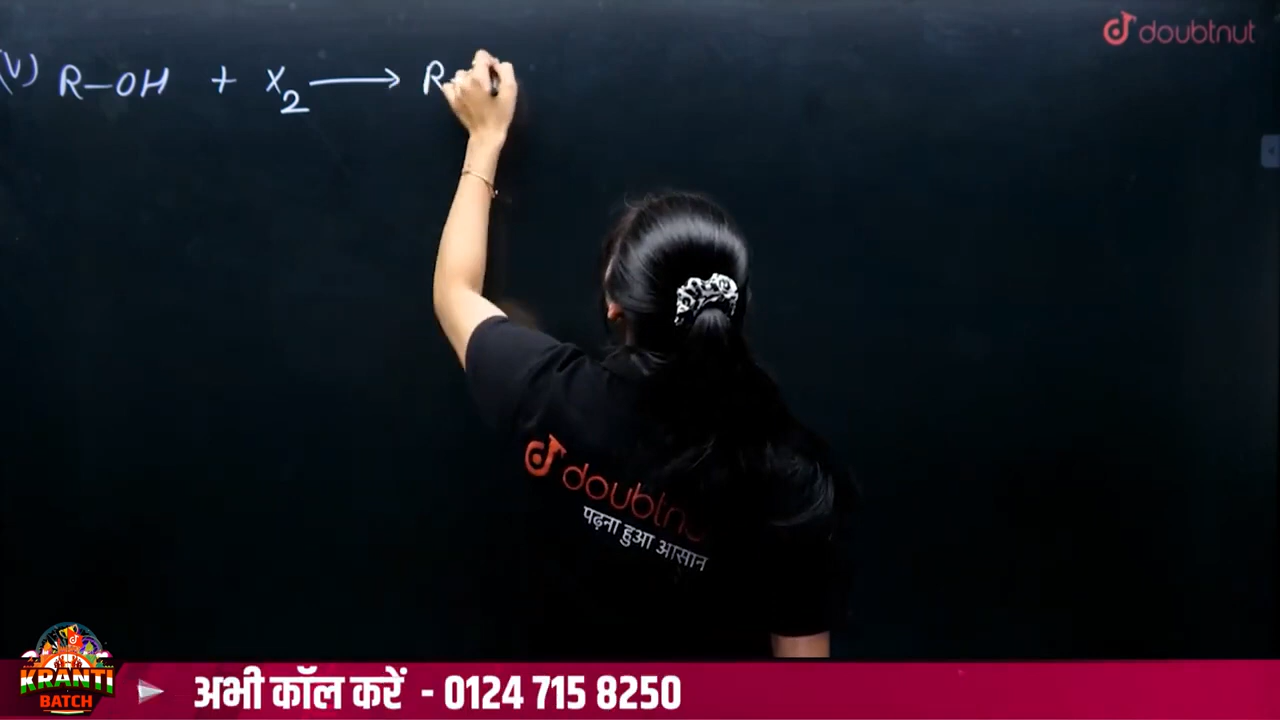 doubtnut
(V) R-OH + X2 ⟶ R
doubtnut
पढ़ना हुआ आसान
KRANTI
BATCH
अभी कॉल करें - 0124 715 8250